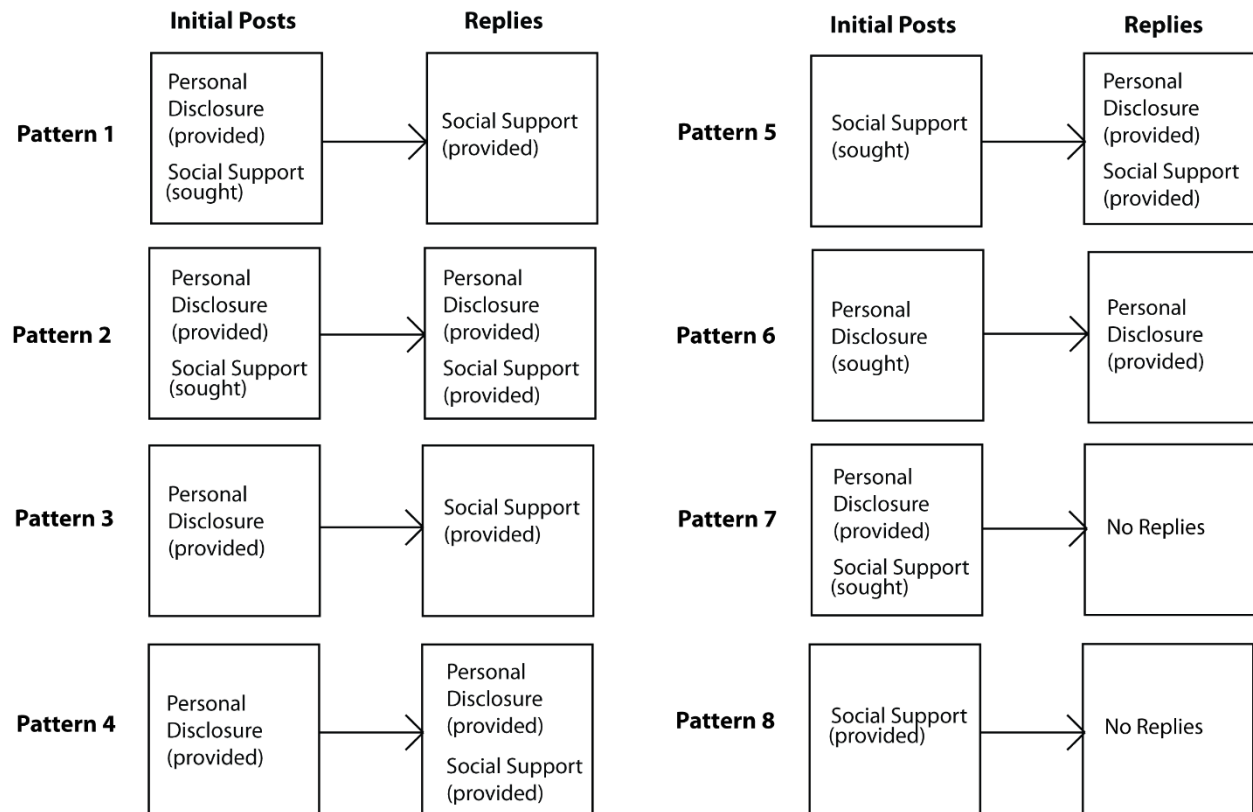 Initial Posts
Replies
Pattern 1
Personal
Disclosure
(provided)
Social Support
(sought)
Social Support
(provided)
Pattern 2
Personal
Disclosure
(provided)
Social Support
(sought)
Personal
Disclosure
(provided)
Social Support
(provided)
Pattern 3
Personal
Disclosure
(provided)
Social Support
(provided)
Pattern 4
Personal
Disclosure
(provided)
Personal
Disclosure
(provided)
Social Support
(provided)
Initial Posts
Replies
Pattern 5
Social Support
(sought)
Personal
Disclosure
(provided)
Social Support
(provided)
Pattern 6
Personal
Disclosure
(sought)
Personal
Disclosure
(provided)
Pattern 7
Personal
Disclosure
(provided)
Social Support
(sought)
No Replies
Pattern 8
Social Support
(provided)
No Replies